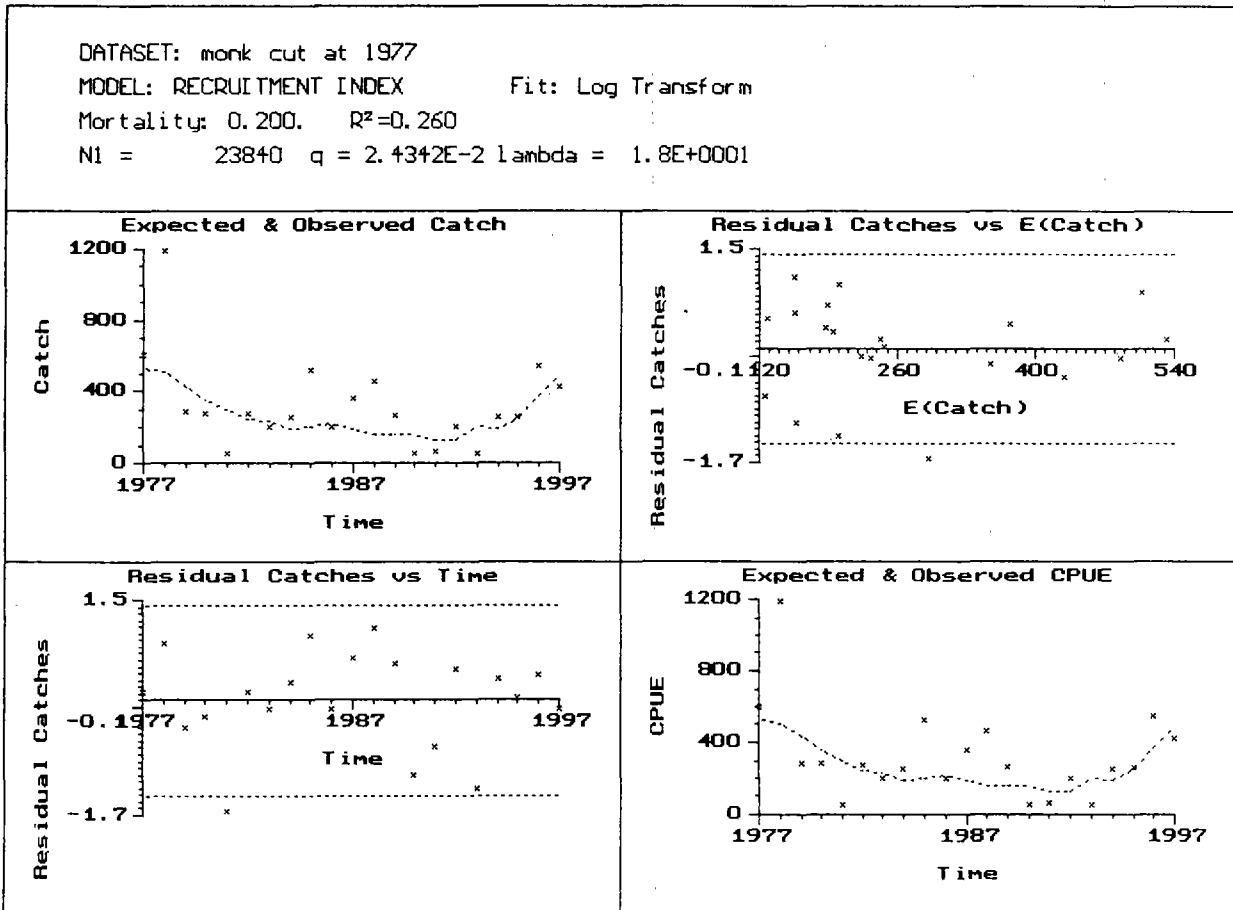 DATASET: monk cut at 1977
MODEL: RECRUITMENT INDEX Fit: Log Transform
Mortality: 0.200. R²=0.260
N1 = 23840 q = 2.4342E-2 lambda = 1.8E+0001
Expected & Observed Catch
1200
800
400
0
Catch
1977 1987 1997
Time
Residual Catches vs E(Catch)
1.5
-0.1
-1.7
Residual Catches
120 260 400 540
E(Catch)
Residual Catches vs Time
1.5
-0.1
-1.7
Residual Catches
1977 1987 1997
Time
Expected & Observed CPUE
1200
800
400
0
CPUE
1977 1987 1997
Time